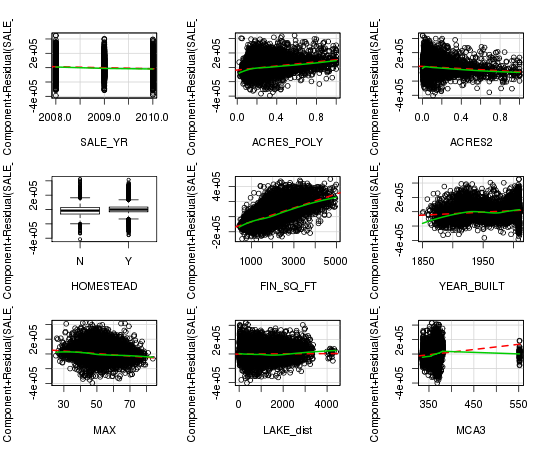 Component+Residual(SALE_
2e+05
-4e+05
2008.0 2009.0 2010.0
SALE_YR
Component+Residual(SALE_
2e+05
-4e+05
0.0 0.4 0.8
ACRES_POLY
Component+Residual(SALE_
2e+05
-4e+05
0.0 0.4 0.8
ACRES2
Component+Residual(SALE_
2e+05
-4e+05
N Y
HOMESTEAD
Component+Residual(SALE_
4e+05
-2e+05
1000 3000 5000
FIN_SQ_FT
Component+Residual(SALE_
2e+05
-4e+05
1850 1950
YEAR_BUILT
Component+Residual(SALE_
2e+05
-4e+05
30 50 70
MAX
Component+Residual(SALE_
2e+05
-4e+05
0 2000 4000
LAKE_dist
Component+Residual(SALE_
2e+05
-4e+05
350 450 550
MCA3